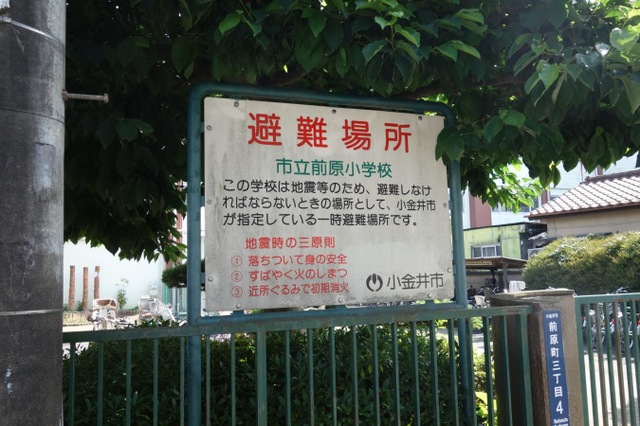 避難場所
市立前原小学校
この学校は地震等のため、避難しなけ
ればならないときの場所として、小金井市
が指定している一時避難場所です。
地震時の三原則
① 落ちついて身の安全
② すばやく火のしまつ
③ 近所ぐるみで初期消火
小金井市
小金井市
前原町三丁目
4